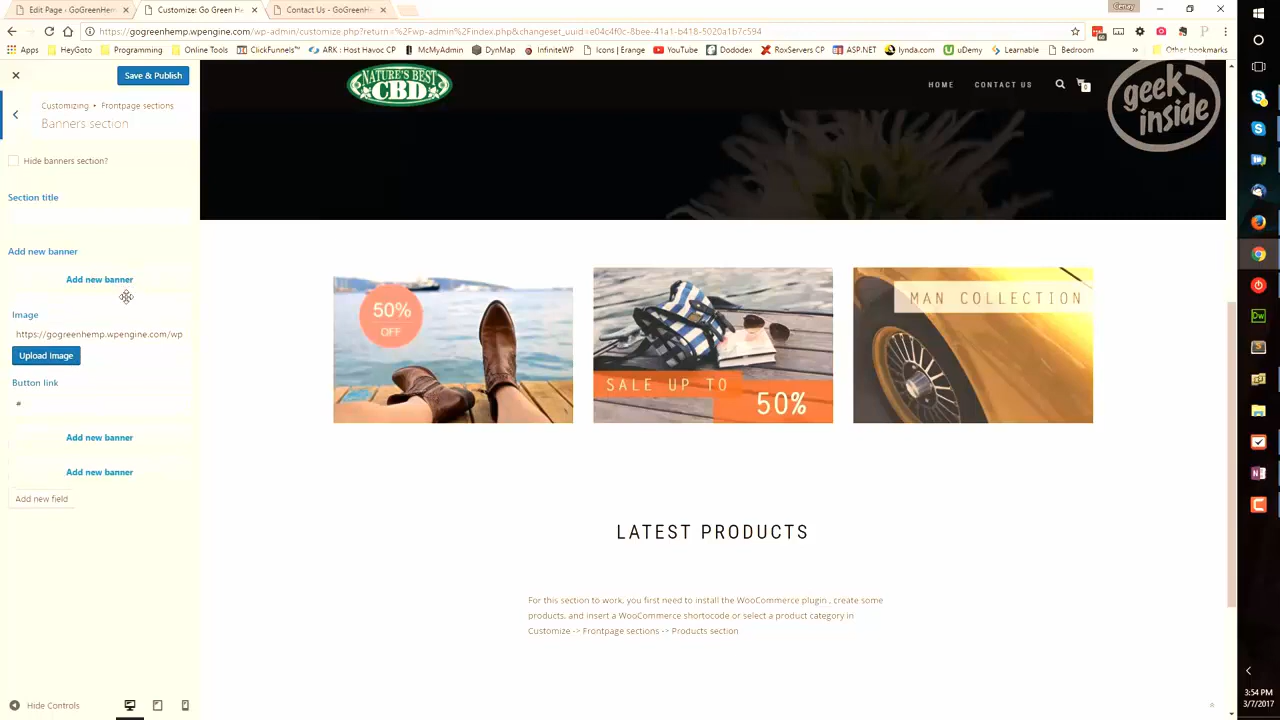 Edit Page ‹ GoGreenHemp
Customize: Go Green H
Contact Us - GoGreenHe
Cenay
https://gogreenhemp.wpengine.com/wp-admin/customize.php?return=%2Fwp-admin%2Findex.php&changeset_uuid=e04c4f0c-8bee-41a1-b418-5020a1b7c594
Apps
HeyGoto
Programming
Online Tools
ClickFunnels™
ARK : Host Havoc CP
McMyAdmin
DynMap
InfiniteWP
Icons | Erange
YouTube
Dododex
RoxServers CP
ASP.NET
lynda.com
uDemy
Learnable
Bedroom
»
Other bookmarks
Save & Publish
Customizing ‣ Frontpage sections
Banners section
Hide banners section?
Section title
Add new banner
Add new banner
Image
https://gogreenhemp.wpengine.com/wp
Upload Image
Button link
#
Add new banner
Add new banner
Add new field
Hide Controls
NATURE'S BEST
CBD
HOME
CONTACT US
0
geek
inside
50%
OFF
SALE UP TO
50%
MAN COLLECTION
LATEST PRODUCTS
For this section to work, you first need to install the WooCommerce plugin , create some
products, and insert a WooCommerce shortocode or select a product category in
Customize -> Frontpage sections -> Products section
3:54 PM
3/7/2017